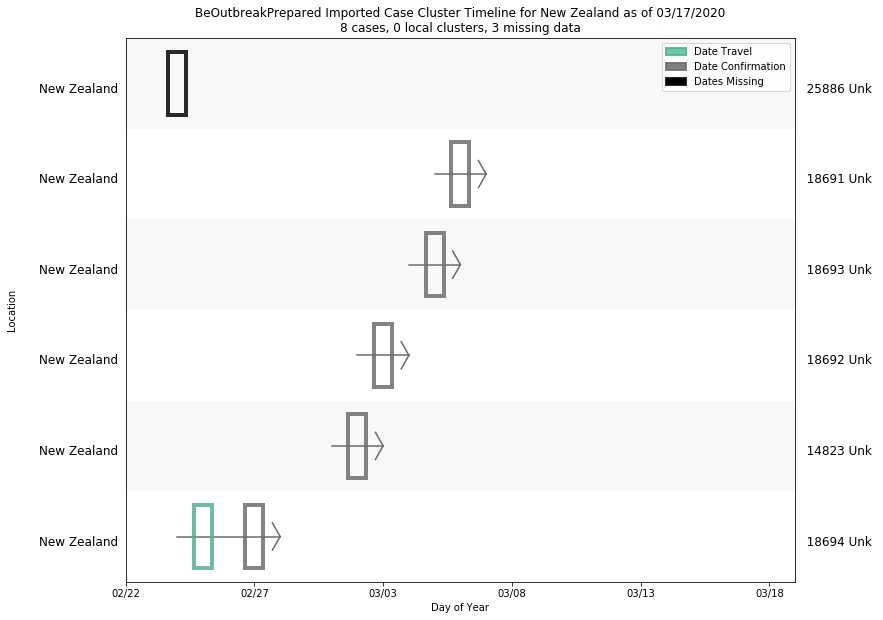 BeOutbreakPrepared Imported Case Cluster Timeline for New Zealand as of 03/17/2020
8 cases, 0 local clusters, 3 missing data
Date Travel
Date Confirmation
Dates Missing
New Zealand 25886 Unk
New Zealand 18691 Unk
New Zealand 18693 Unk
New Zealand 18692 Unk
New Zealand 14823 Unk
New Zealand 18694 Unk
Location
02/22 02/27 03/03 03/08 03/13 03/18
Day of Year